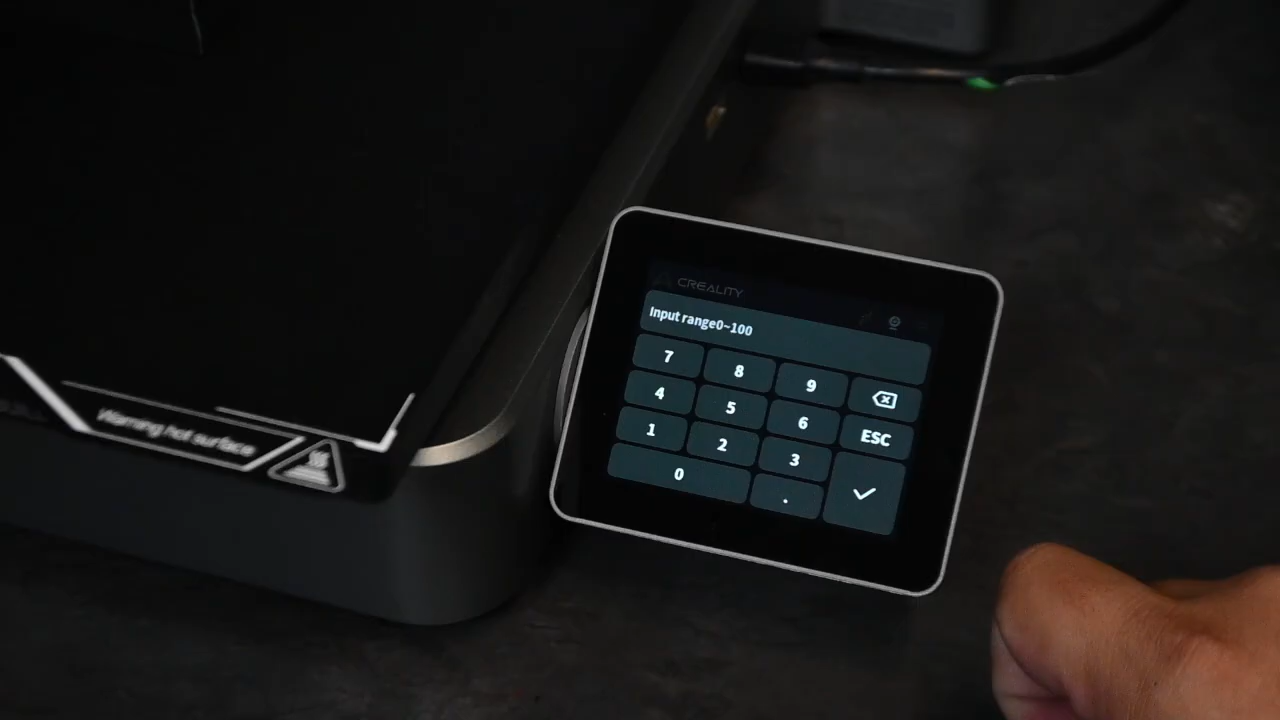 CREALITY
Input range0~100
7 8 9
4 5 6 ESC
1 2 3
0 .
Warning hot surface